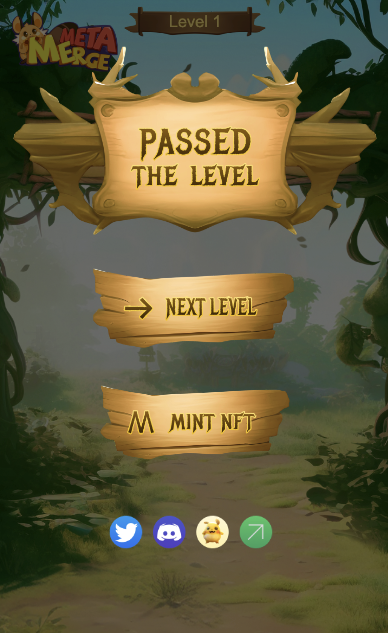 Level 1
META
MERGE
PASSED
THE LEVEL
NEXT LEVEL
MINT NFT